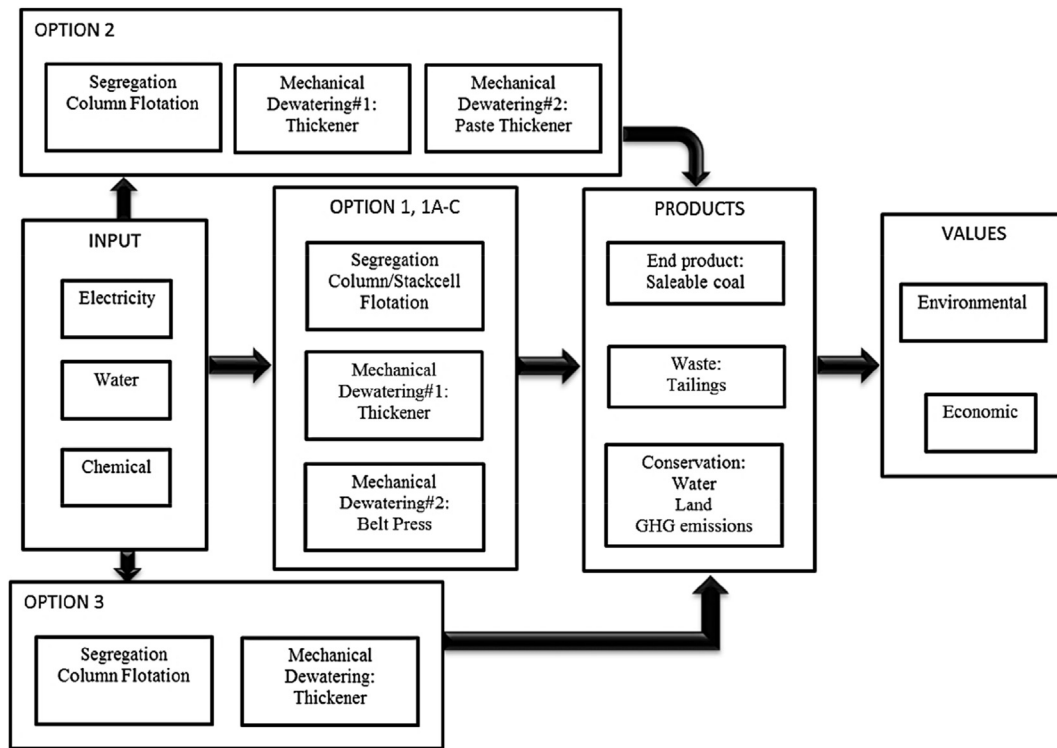 OPTION 2
Segregation
Column Flotation
Mechanical
Dewatering#1:
Thickener
Mechanical
Dewatering#2:
Paste Thickener
INPUT
Electricity
Water
Chemical
OPTION 1, 1A-C
Segregation
Column/Stackcell
Flotation
Mechanical
Dewatering#1:
Thickener
Mechanical
Dewatering#2:
Belt Press
PRODUCTS
End product:
Saleable coal
Waste:
Tailings
Conservation:
Water
Land
GHG emissions
VALUES
Environmental
Economic
OPTION 3
Segregation
Column Flotation
Mechanical
Dewatering:
Thickener